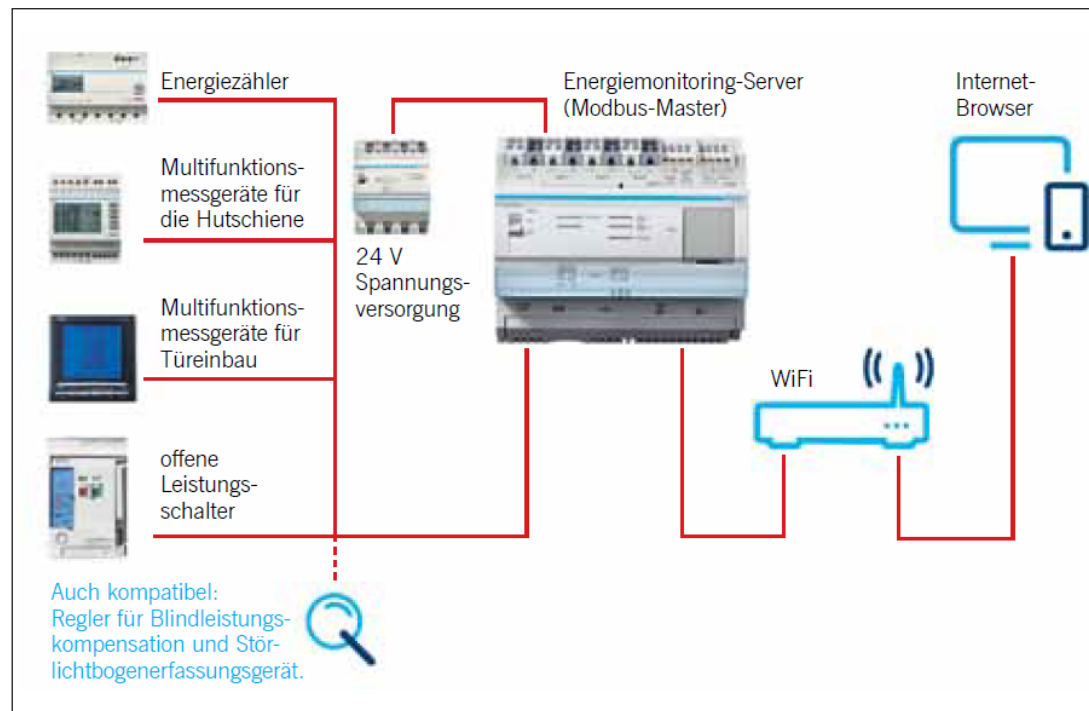 Energiezähler
Multifunktions-
messgeräte für
die Hutschiene
Multifunktions-
messgeräte für
Türeinbau
offene
Leistungs-
schalter
Auch kompatibel:
Regler für Blindleistungs-
kompensation und Stör-
lichtbogenerfassungsgerät.
24 V
Spannungs-
versorgung
Energiemonitoring-Server
(Modbus-Master)
WiFi
Internet-
Browser